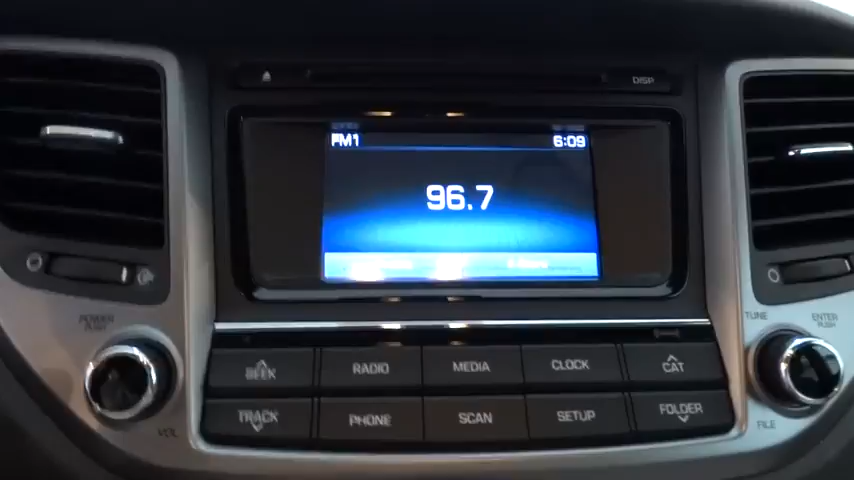 DISP
FM1 6:09
96.7
POWER PUSH
TUNE
ENTER PUSH
SEEK RADIO MEDIA CLOCK CAT
TRACK PHONE SCAN SETUP FOLDER
VOL
FILE